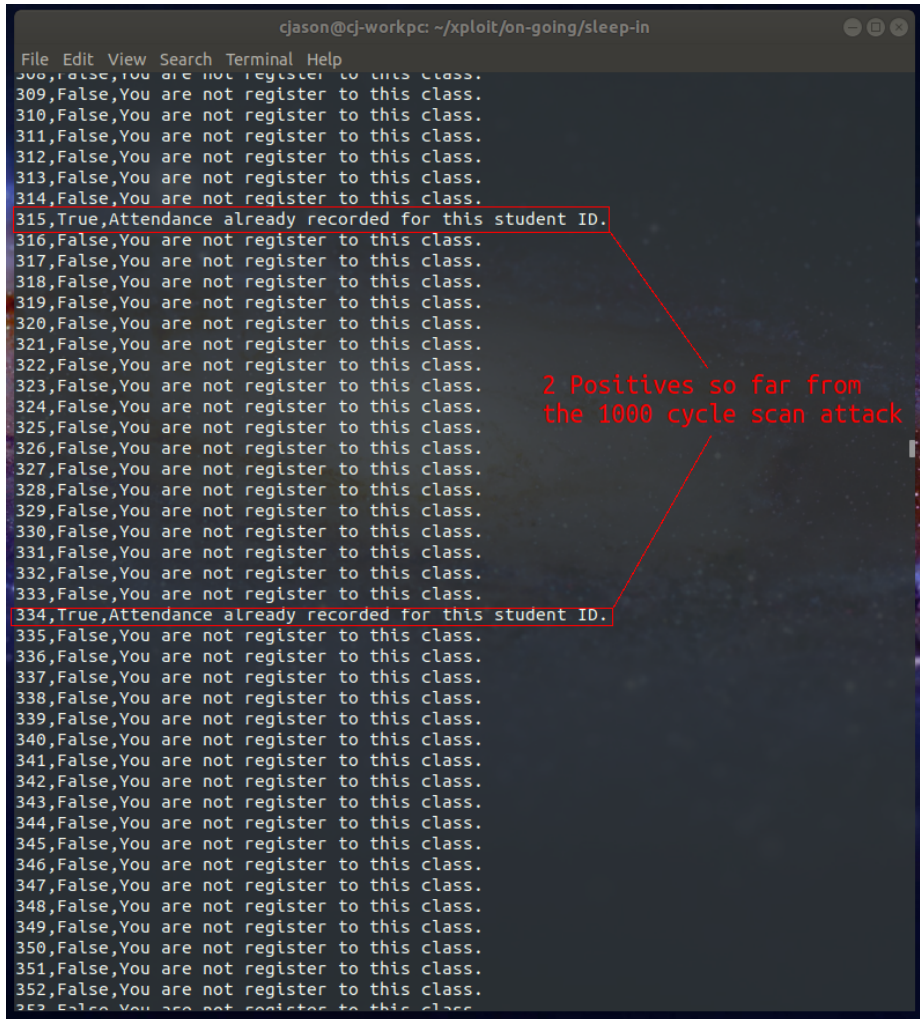 cjason@cj-workpc: ~/xploit/on-going/sleep-in
File Edit View Search Terminal Help
308,False,You are not register to this class.
309,False,You are not register to this class.
310,False,You are not register to this class.
311,False,You are not register to this class.
312,False,You are not register to this class.
313,False,You are not register to this class.
314,False,You are not register to this class.
315,True,Attendance already recorded for this student ID.
316,False,You are not register to this class.
317,False,You are not register to this class.
318,False,You are not register to this class.
319,False,You are not register to this class.
320,False,You are not register to this class.
321,False,You are not register to this class.
322,False,You are not register to this class.
323,False,You are not register to this class.
324,False,You are not register to this class.
325,False,You are not register to this class.
326,False,You are not register to this class.
327,False,You are not register to this class.
328,False,You are not register to this class.
329,False,You are not register to this class.
330,False,You are not register to this class.
331,False,You are not register to this class.
332,False,You are not register to this class.
333,False,You are not register to this class.
334,True,Attendance already recorded for this student ID.
335,False,You are not register to this class.
336,False,You are not register to this class.
337,False,You are not register to this class.
338,False,You are not register to this class.
339,False,You are not register to this class.
340,False,You are not register to this class.
341,False,You are not register to this class.
342,False,You are not register to this class.
343,False,You are not register to this class.
344,False,You are not register to this class.
345,False,You are not register to this class.
346,False,You are not register to this class.
347,False,You are not register to this class.
348,False,You are not register to this class.
349,False,You are not register to this class.
350,False,You are not register to this class.
351,False,You are not register to this class.
352,False,You are not register to this class.
353,False,You are not register to this class.
2 Positives so far from
the 1000 cycle scan attack